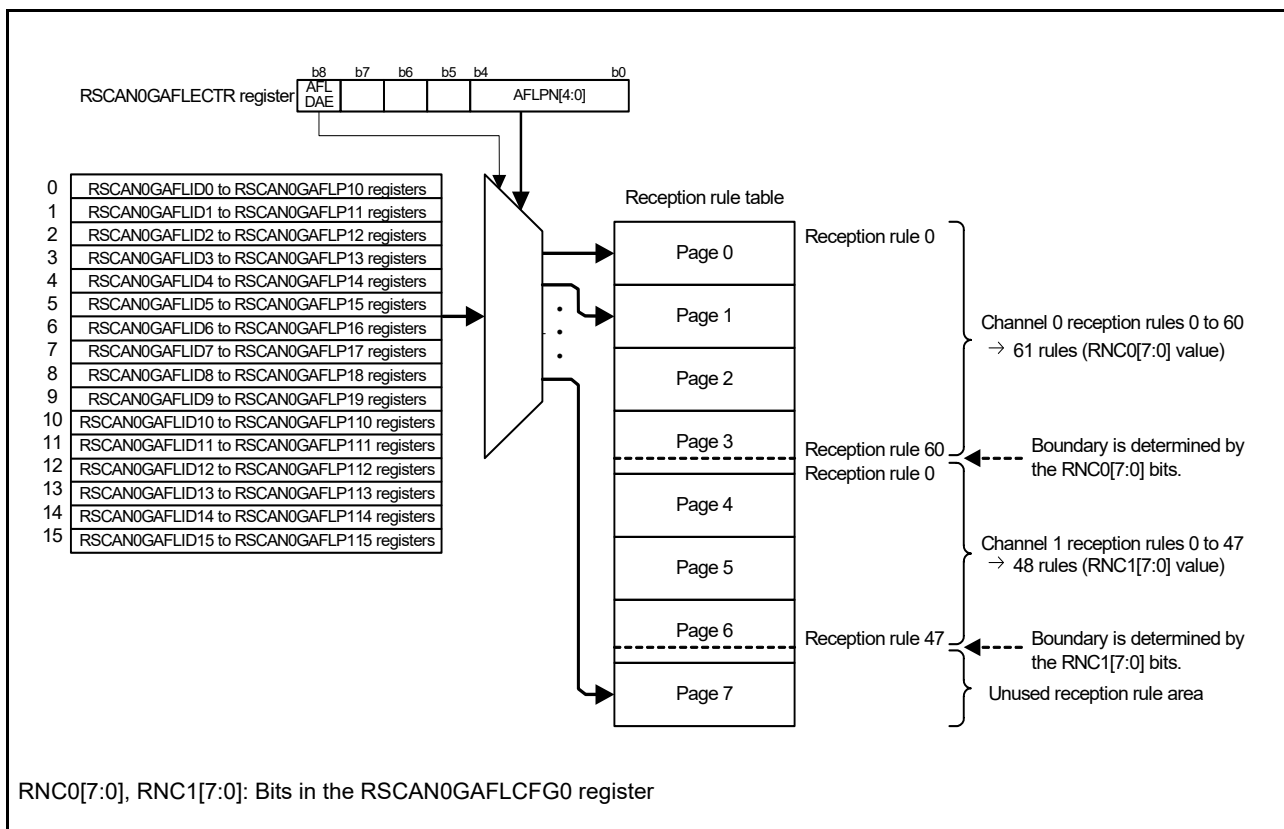 b8 b7 b6 b5 b4 b0
RSCAN0GAFLECTR register
AFL
DAE
AFLPN[4:0]
0 RSCAN0GAFLID0 to RSCAN0GAFLP10 registers
1 RSCAN0GAFLID1 to RSCAN0GAFLP11 registers
2 RSCAN0GAFLID2 to RSCAN0GAFLP12 registers
3 RSCAN0GAFLID3 to RSCAN0GAFLP13 registers
4 RSCAN0GAFLID4 to RSCAN0GAFLP14 registers
5 RSCAN0GAFLID5 to RSCAN0GAFLP15 registers
6 RSCAN0GAFLID6 to RSCAN0GAFLP16 registers
7 RSCAN0GAFLID7 to RSCAN0GAFLP17 registers
8 RSCAN0GAFLID8 to RSCAN0GAFLP18 registers
9 RSCAN0GAFLID9 to RSCAN0GAFLP19 registers
10 RSCAN0GAFLID10 to RSCAN0GAFLP110 registers
11 RSCAN0GAFLID11 to RSCAN0GAFLP111 registers
12 RSCAN0GAFLID12 to RSCAN0GAFLP112 registers
13 RSCAN0GAFLID13 to RSCAN0GAFLP113 registers
14 RSCAN0GAFLID14 to RSCAN0GAFLP114 registers
15 RSCAN0GAFLID15 to RSCAN0GAFLP115 registers
Reception rule table
Page 0
Page 1
Page 2
Page 3
Page 4
Page 5
Page 6
Page 7
Reception rule 0
Reception rule 60
Reception rule 0
Reception rule 47
Channel 0 reception rules 0 to 60
→ 61 rules (RNC0[7:0] value)
Boundary is determined by
the RNC0[7:0] bits.
Channel 1 reception rules 0 to 47
→ 48 rules (RNC1[7:0] value)
Boundary is determined by
the RNC1[7:0] bits.
Unused reception rule area
RNC0[7:0], RNC1[7:0]: Bits in the RSCAN0GAFLCFG0 register